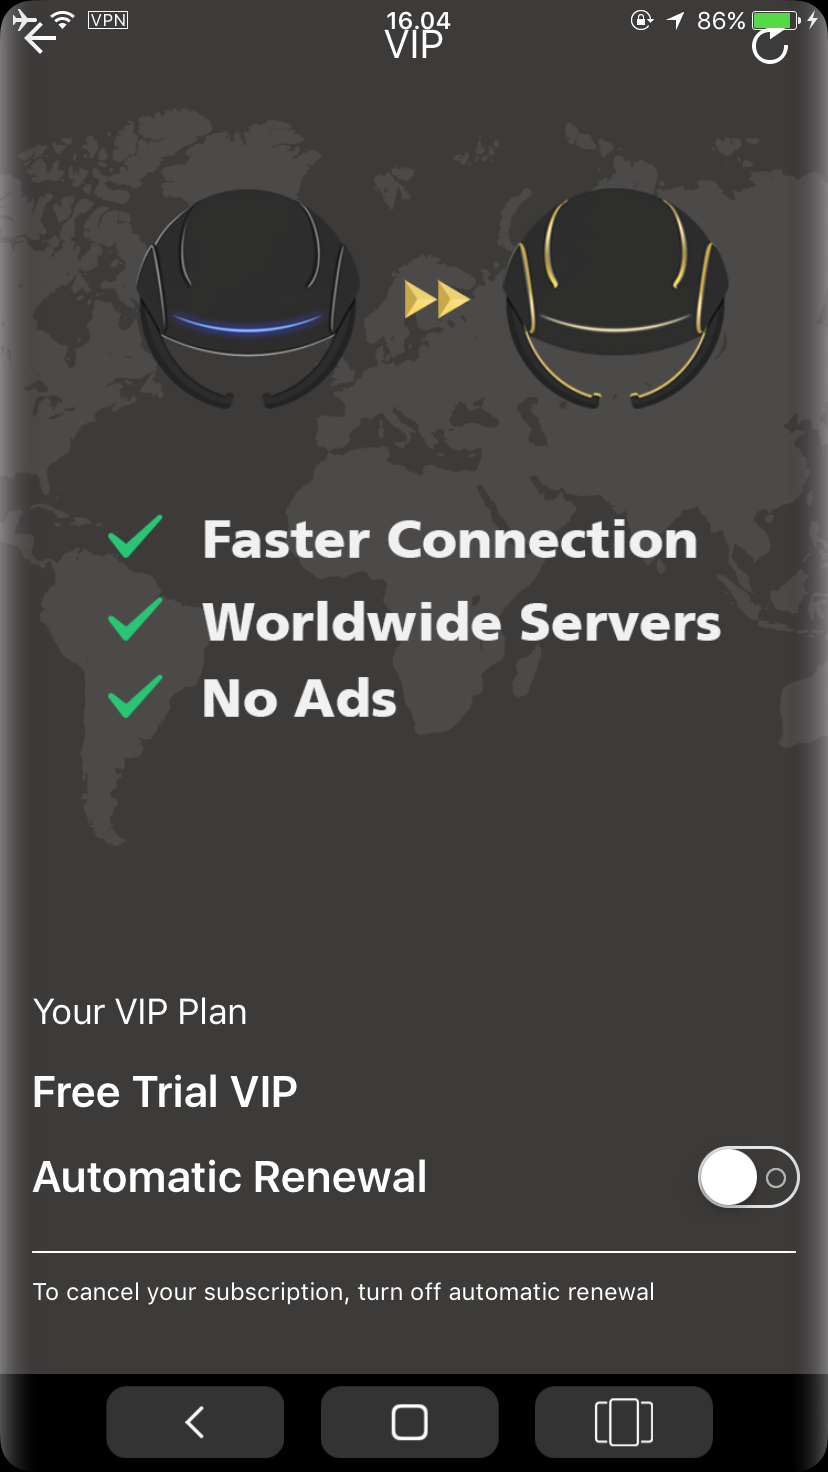 VPN 16.04 86%
VIP
Faster Connection
Worldwide Servers
No Ads
Your VIP Plan
Free Trial VIP
Automatic Renewal
To cancel your subscription, turn off automatic renewal